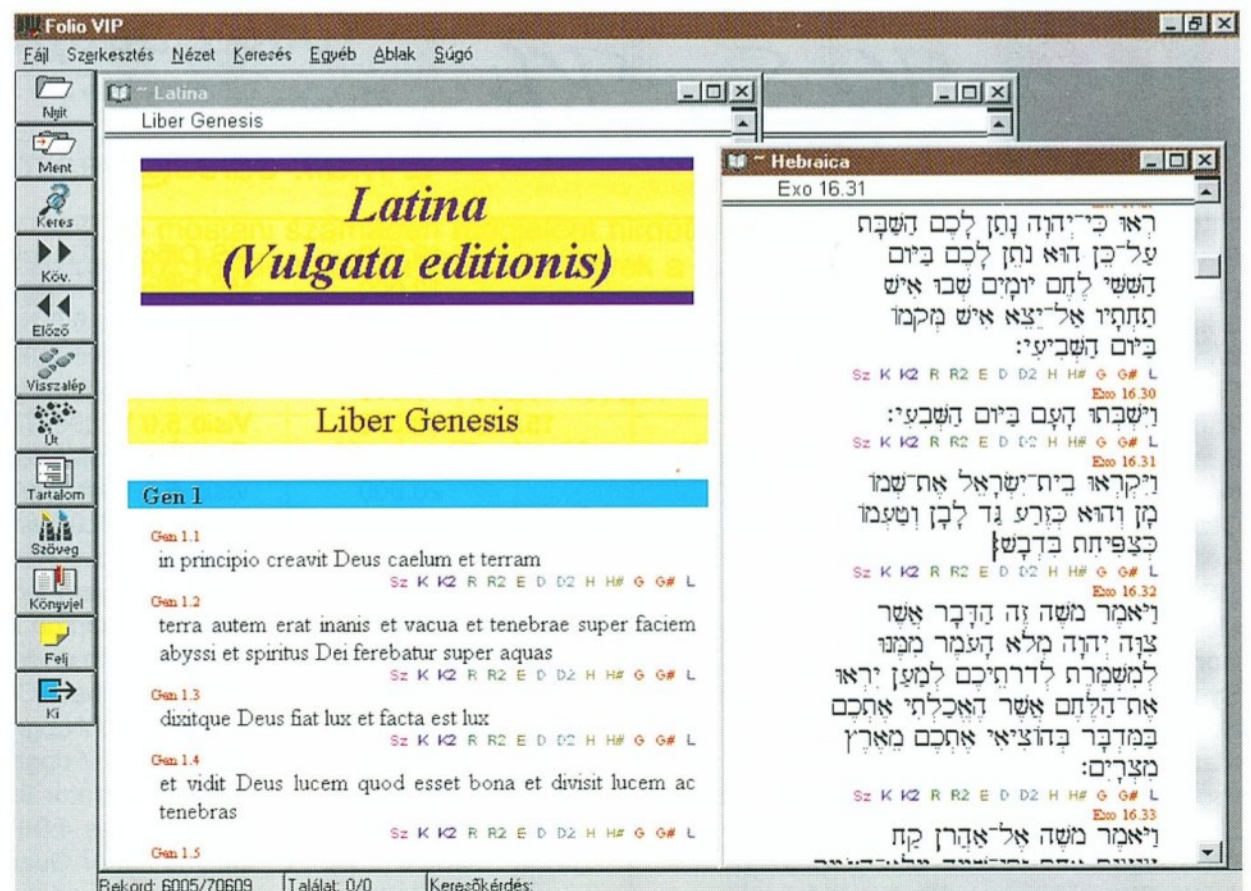 Folio VIP
Fájl Szerkesztés Nézet Keresés Egyéb Ablak Súgó
Nyit
Ment
Keres
Köv.
Előző
Visszalép
Út
Tartalom
Szöveg
Könyvjel
Felj
Ki
~ Latina
Liber Genesis
Latina
(Vulgata editionis)
Liber Genesis
Gen 1
Gen 1.1
in principio creavit Deus caelum et terram
Sz K K2 R R2 E D D2 H H# G G# L
Gen 1.2
terra autem erat inanis et vacua et tenebrae super faciem
abyssi et spiritus Dei ferebatur super aquas
Sz K K2 R R2 E D D2 H H# G G# L
Gen 1.3
dixitque Deus fiat lux et facta est lux
Sz K K2 R R2 E D D2 H H# G G# L
Gen 1.4
et vidit Deus lucem quod esset bona et divisit lucem ac
tenebras
Sz K K2 R R2 E D D2 H H# G G# L
Gen 1.5
~ Hebraica
Exo 16.31
רְאוּ כִּי־יְהוָה נָתַן לָכֶם הַשַּׁבָּת
עַל־כֵּן הוּא נֹתֵן לָכֶם בַּיּוֹם
הַשִּׁשִּׁי לֶחֶם יוֹמָיִם שְׁבוּ אִישׁ
תַּחְתָּיו אַל־יֵצֵא אִישׁ מִמְּקֹמוֹ
בַּיּוֹם הַשְּׁבִיעִי:
Sz K K2 R R2 E D D2 H H# G G# L
Exo 16.30
וַיִּשְׁבְּתוּ הָעָם בַּיּוֹם הַשְּׁבִעִי:
Sz K K2 R R2 E D D2 H H# G G# L
Exo 16.31
וַיִּקְרְאוּ בֵית־יִשְׂרָאֵל אֶת־שְׁמוֹ
מָן וְהוּא כְּזֶרַע גַּד לָבָן וְטַעְמוֹ
כְּצַפִּיחִת בִּדְבָשׁ:
Sz K K2 R R2 E D D2 H H# G G# L
Exo 16.32
וַיֹּאמֶר מֹשֶׁה זֶה הַדָּבָר אֲשֶׁר
צִוָּה יְהוָה מְלֹא הָעֹמֶר מִמֶּנּוּ
לְמִשְׁמֶרֶת לְדֹרֹתֵיכֶם לְמַעַן יִרְאוּ
אֶת־הַלֶּחֶם אֲשֶׁר הֶאֱכַלְתִּי אֶתְכֶם
בַּמִּדְבָּר בְּהוֹצִיאִי אֶתְכֶם מֵאֶרֶץ
מִצְרָיִם:
Sz K K2 R R2 E D D2 H H# G G# L
Exo 16.33
וַיֹּאמֶר מֹשֶׁה אֶל־אַהֲרֹן קַח
Rekord: 6005/70609 Találat: 0/0 Keresőkérdés: